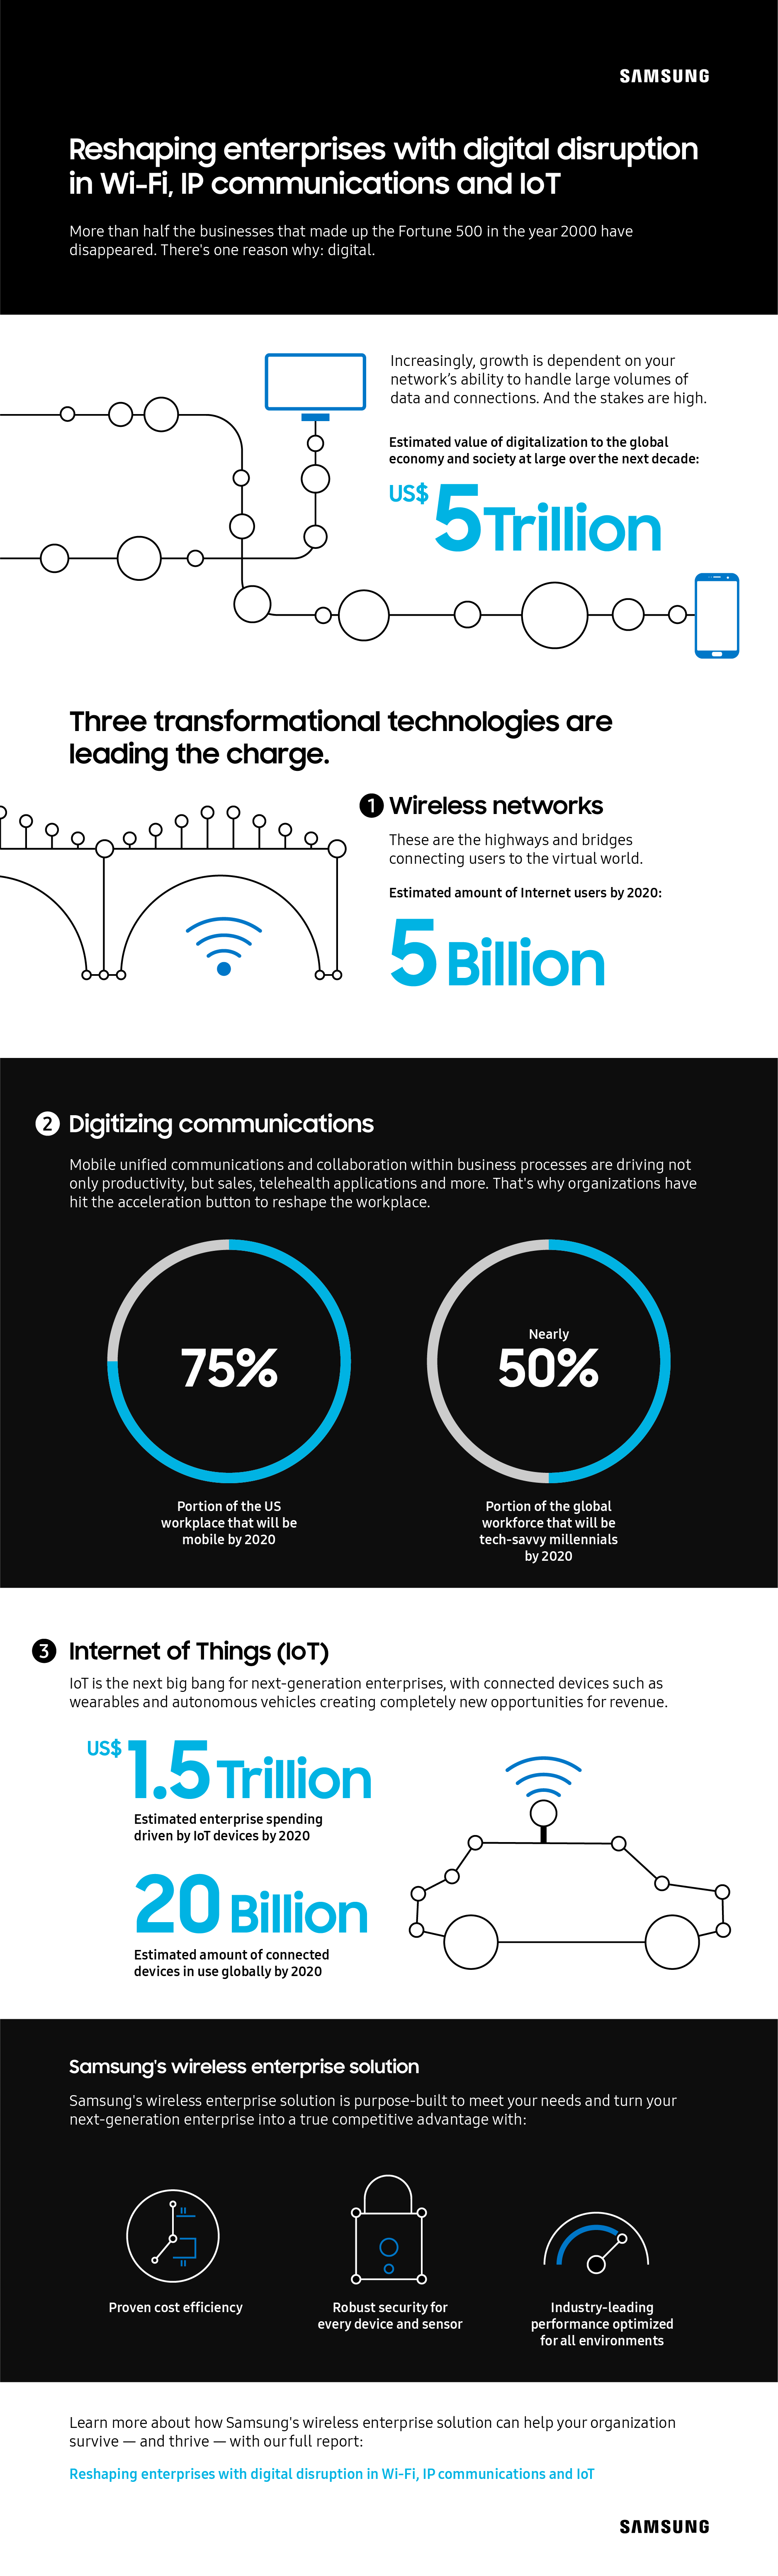 SAMSUNG
Reshaping enterprises with digital disruption
in Wi-Fi, IP communications and IoT
More than half the businesses that made up the Fortune 500 in the year 2000 have
disappeared. There's one reason why: digital.
Increasingly, growth is dependent on your
network's ability to handle large volumes of
data and connections. And the stakes are high.
Estimated value of digitalization to the global
economy and society at large over the next decade:
US$ 5 Trillion
Three transformational technologies are
leading the charge.
1 Wireless networks
These are the highways and bridges
connecting users to the virtual world.
Estimated amount of Internet users by 2020:
5 Billion
2 Digitizing communications
Mobile unified communications and collaboration within business processes are driving not
only productivity, but sales, telehealth applications and more. That's why organizations have
hit the acceleration button to reshape the workplace.
75%
Portion of the US
workplace that will be
mobile by 2020
Nearly
50%
Portion of the global
workforce that will be
tech-savvy millennials
by 2020
3 Internet of Things (IoT)
IoT is the next big bang for next-generation enterprises, with connected devices such as
wearables and autonomous vehicles creating completely new opportunities for revenue.
US$ 1.5 Trillion
Estimated enterprise spending
driven by IoT devices by 2020
20 Billion
Estimated amount of connected
devices in use globally by 2020
Samsung's wireless enterprise solution
Samsung's wireless enterprise solution is purpose-built to meet your needs and turn your
next-generation enterprise into a true competitive advantage with:
Proven cost efficiency
Robust security for
every device and sensor
Industry-leading
performance optimized
for all environments
Learn more about how Samsung's wireless enterprise solution can help your organization
survive — and thrive — with our full report:
Reshaping enterprises with digital disruption in Wi-Fi, IP communications and IoT
SAMSUNG